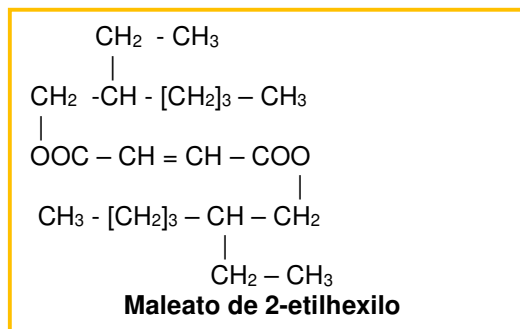 CH₂ - CH₃
|
CH₂ -CH - [CH₂]₃ – CH₃
|
OOC – CH = CH – COO
|
CH₃ - [CH₂]₃ – CH – CH₂
|
CH₂ – CH₃
Maleato de 2-etilhexilo